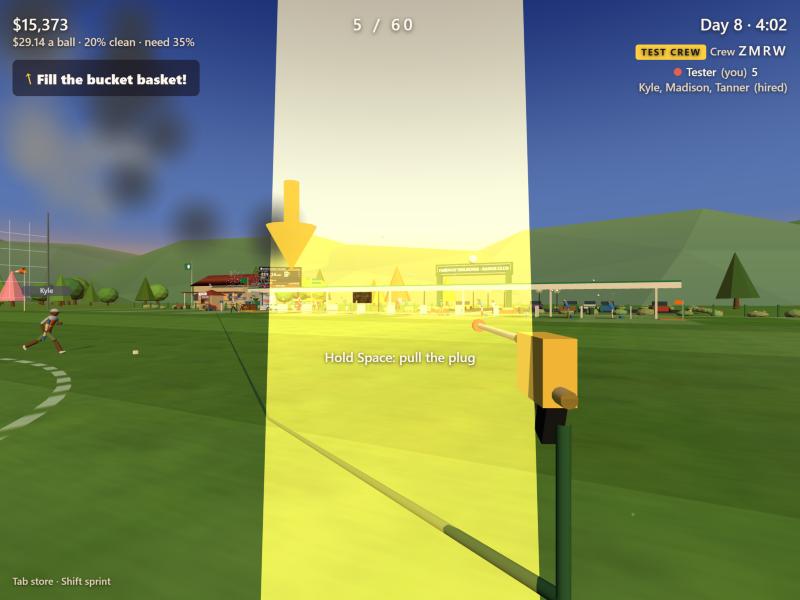 $15,373
$29.14 a ball · 20% clean · need 35%
Fill the bucket basket!
5 / 60
Day 8 · 4:02
TEST CREW Crew ZMRW
Tester (you) 5
Kyle, Madison, Tanner (hired)
Kyle
Hold Space: pull the plug
Tab store · Shift sprint